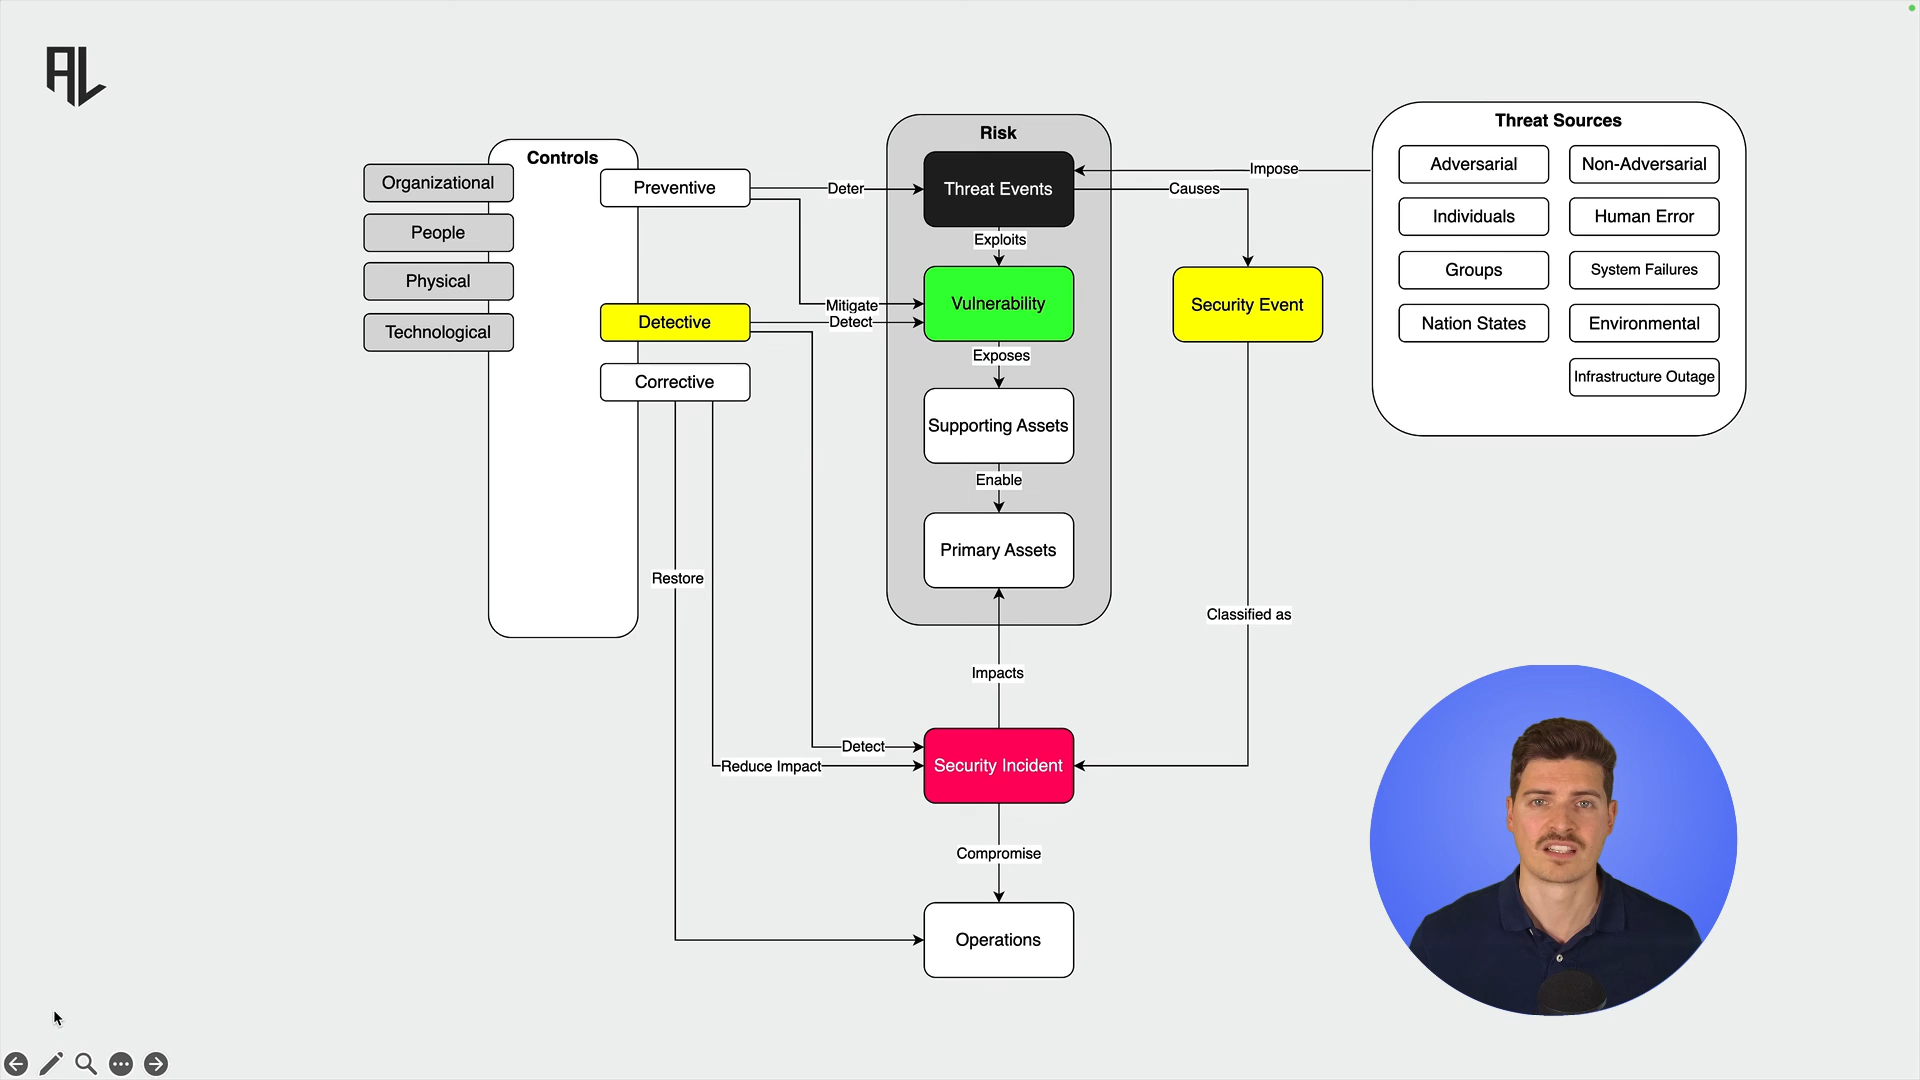 AL
Controls
Organizational
People
Physical
Technological
Preventive
Detective
Corrective
Deter
Mitigate
Detect
Restore
Reduce Impact
Detect
Risk
Threat Events
Exploits
Vulnerability
Exposes
Supporting Assets
Enable
Primary Assets
Impacts
Security Incident
Compromise
Operations
Impose
Causes
Security Event
Classified as
Threat Sources
Adversarial
Non-Adversarial
Individuals
Human Error
Groups
System Failures
Nation States
Environmental
Infrastructure Outage